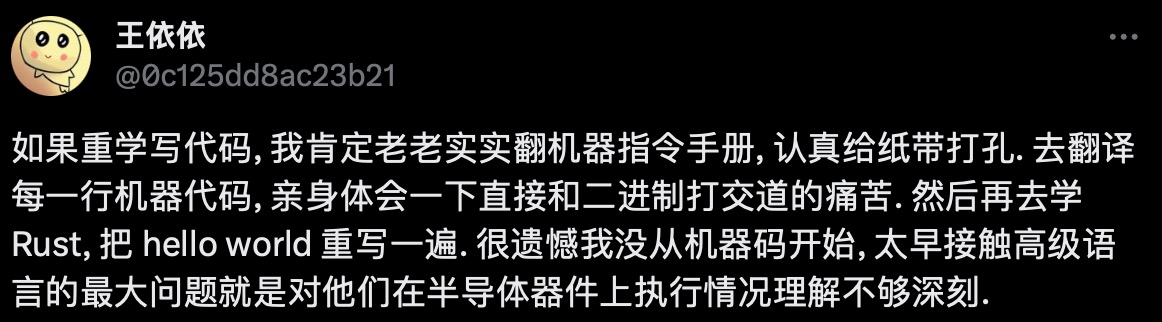 王依依
@0c125dd8ac23b21
如果重学写代码, 我肯定老老实实翻机器指令手册, 认真给纸带打孔. 去翻译
每一行机器代码, 亲身体会一下直接和二进制打交道的痛苦. 然后再去学
Rust, 把 hello world 重写一遍. 很遗憾我没从机器码开始, 太早接触高级语
言的最大问题就是对他们在半导体器件上执行情况理解不够深刻.